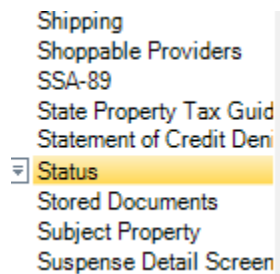 Shipping
Shoppable Providers
SSA-89
State Property Tax Guid
Statement of Credit Deni
Status
Stored Documents
Subject Property
Suspense Detail Screen